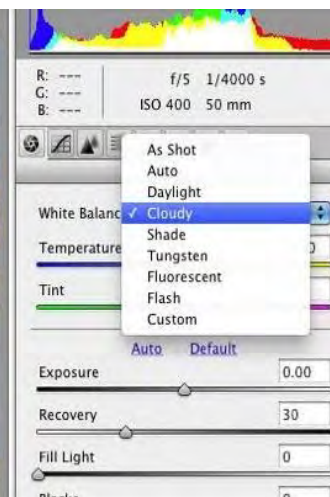 R: ---
G: ---
B: ---
f/5 1/4000 s
ISO 400 50 mm
As Shot
Auto
Daylight
White Balanc ✓ Cloudy
Shade
Temperature
Tungsten
Fluorescent
Tint
Flash
Custom
Auto Default
Exposure 0.00
Recovery 30
Fill Light 0